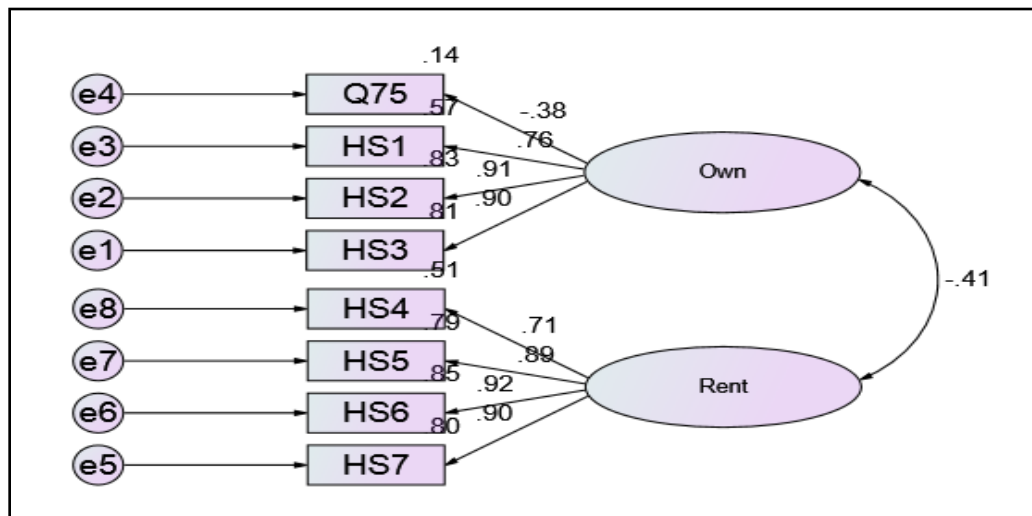 .14
e4 Q75 -.38
.57
e3 HS1 .76
.83
e2 HS2 .91 Own
.81 .90
e1 HS3
.51 -.41
e8 HS4 .71
.79
e7 HS5 .89
.85
e6 HS6 .92 Rent
.80 .90
e5 HS7